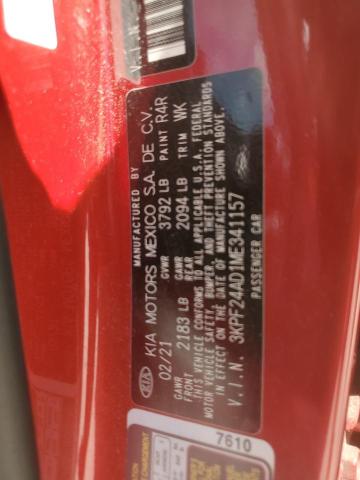 MANUFACTURED BY
KIA KIA MOTORS MEXICO S.A. DE C.V.
02/21 GVWR 3792 LB PAINT R4R
GAWR FRONT 2183 LB GAWR REAR 2094 LB TRIM WK
THIS VEHICLE CONFORMS TO ALL APPLICABLE U.S.A. FEDERAL
MOTOR VEHICLE SAFETY, BUMPER, AND THEFT PREVENTION STANDARDS
IN EFFECT ON THE DATE OF MANUFACTURE SHOWN ABOVE.
V.I.N. 3KPF24AD1ME341157
PASSENGER CAR
7610